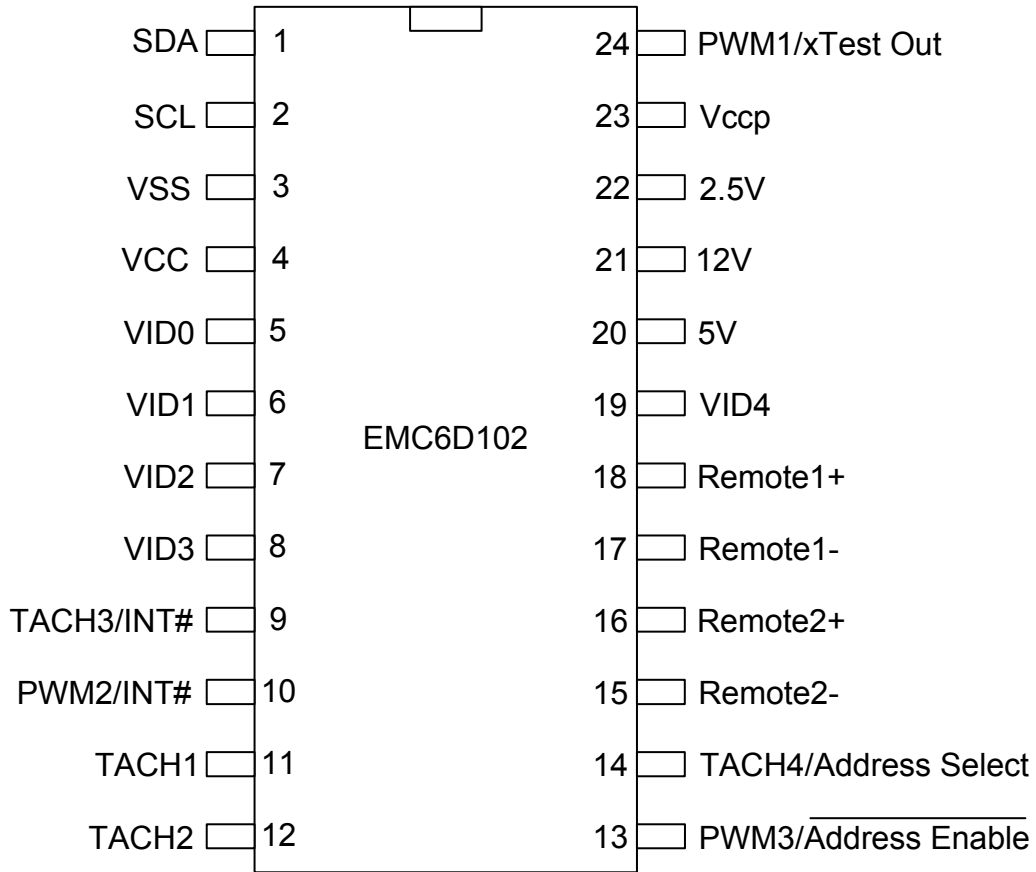 SDA 1 24 PWM1/xTest Out
SCL 2 23 Vccp
VSS 3 22 2.5V
VCC 4 21 12V
VID0 5 20 5V
VID1 6 19 VID4
EMC6D102
VID2 7 18 Remote1+
VID3 8 17 Remote1-
TACH3/INT# 9 16 Remote2+
PWM2/INT# 10 15 Remote2-
TACH1 11 14 TACH4/Address Select
TACH2 12 13 PWM3/Address Enable